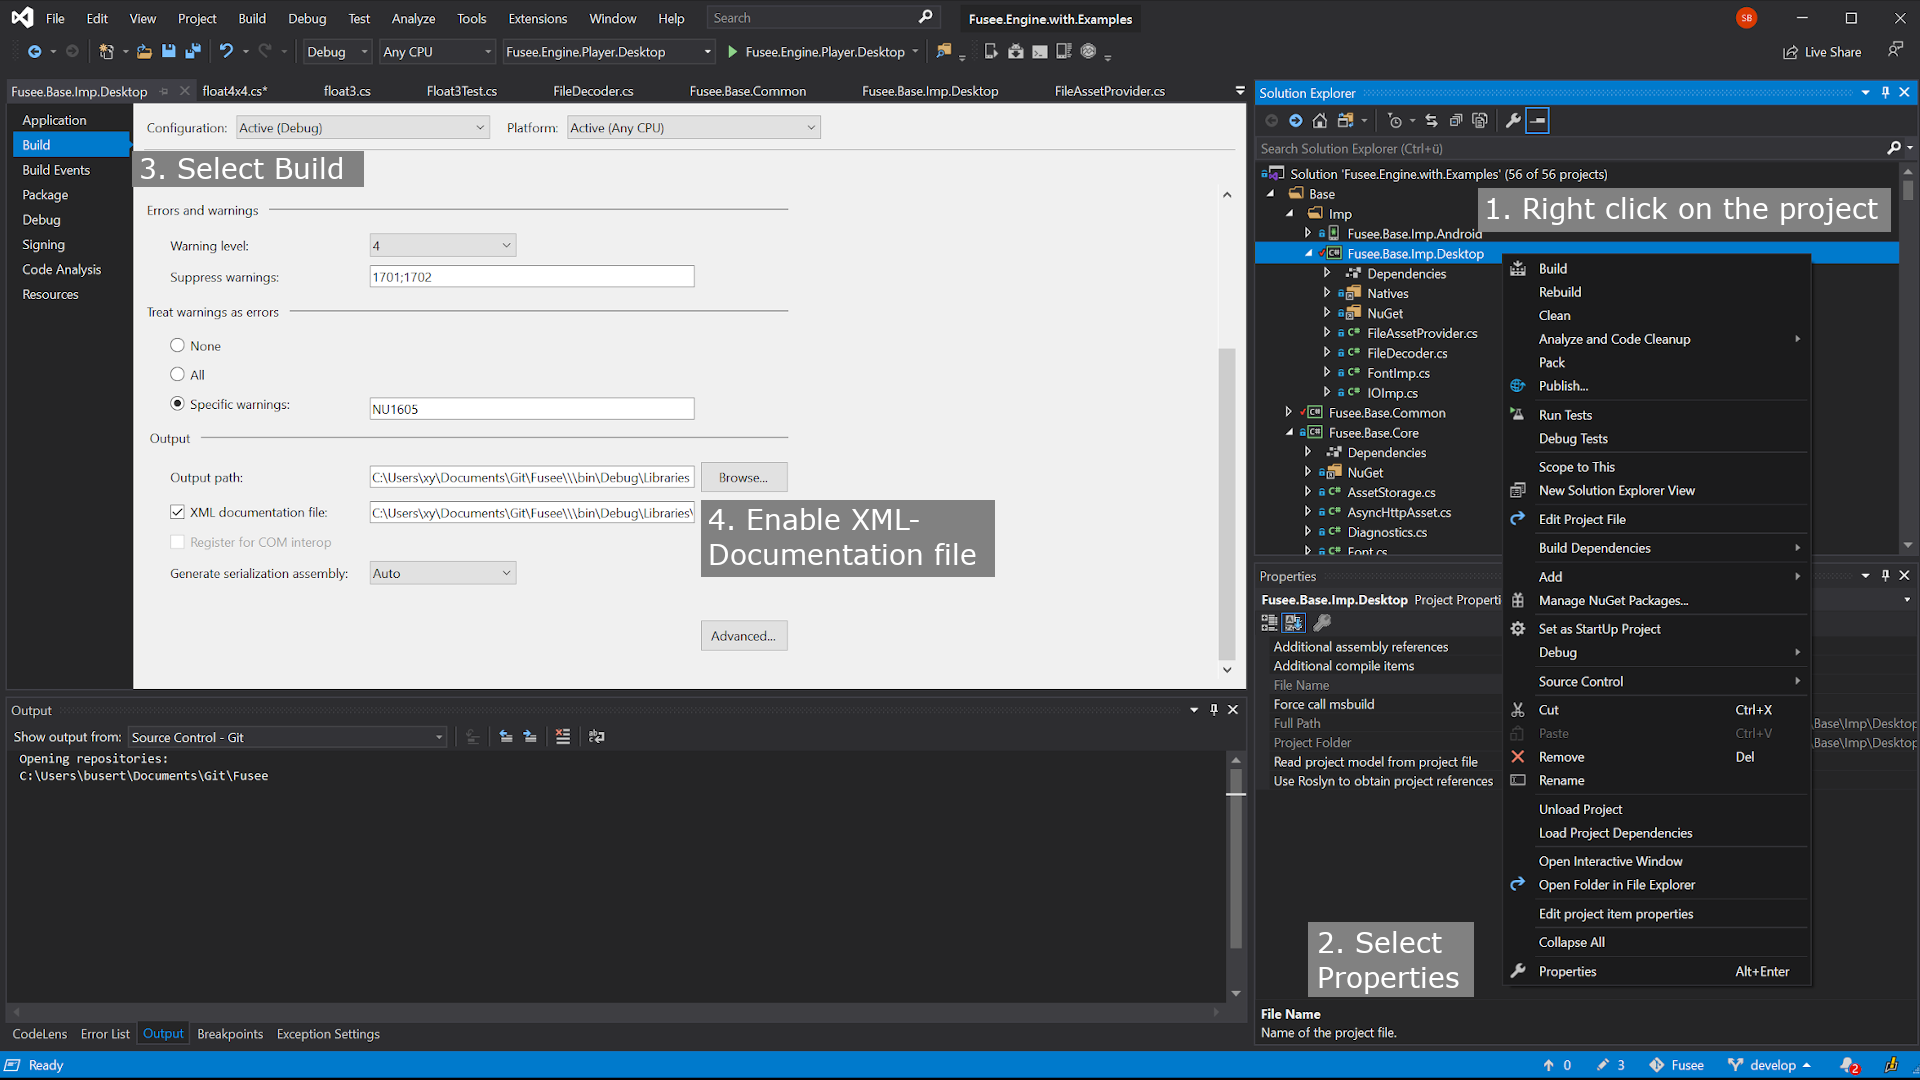 File Edit View Project Build Debug Test Analyze Tools Extensions Window Help Search Fusee.Engine.with.Examples SB
Debug Any CPU Fusee.Engine.Player.Desktop Fusee.Engine.Player.Desktop Live Share
Fusee.Base.Imp.Desktop float4x4.cs* float3.cs Float3Test.cs FileDecoder.cs Fusee.Base.Common Fusee.Base.Imp.Desktop FileAssetProvider.cs
Application
Build
Build Events
Package
Debug
Signing
Code Analysis
Resources
Configuration: Active (Debug) Platform: Active (Any CPU)
3. Select Build
Errors and warnings
Warning level: 4
Suppress warnings: 1701;1702
Treat warnings as errors
None
All
Specific warnings: NU1605
Output
Output path: C:\Users\xy\Documents\Git\Fusee\\\bin\Debug\Libraries Browse...
XML documentation file: C:\Users\xy\Documents\Git\Fusee\\\bin\Debug\Libraries\
4. Enable XML-
Documentation file
Register for COM interop
Generate serialization assembly: Auto
Advanced...
Output
Show output from: Source Control - Git
Opening repositories:
C:\Users\busert\Documents\Git\Fusee
CodeLens Error List Output Breakpoints Exception Settings
Solution Explorer
Search Solution Explorer (Ctrl+ü)
Solution 'Fusee.Engine.with.Examples' (56 of 56 projects)
Base
Imp
1. Right click on the project
Fusee.Base.Imp.Android
Fusee.Base.Imp.Desktop
Dependencies
Natives
NuGet
C# FileAssetProvider.cs
C# FileDecoder.cs
C# FontImp.cs
C# IOImp.cs
C# Fusee.Base.Common
C# Fusee.Base.Core
Dependencies
NuGet
C# AssetStorage.cs
C# AsyncHttpAsset.cs
C# Diagnostics.cs
C# Font.cs
Build
Rebuild
Clean
Analyze and Code Cleanup
Pack
Publish...
Run Tests
Debug Tests
Scope to This
New Solution Explorer View
Edit Project File
Build Dependencies
Add
Manage NuGet Packages...
Set as StartUp Project
Debug
Source Control
Cut Ctrl+X
Paste Ctrl+V
Remove Del
Rename
Unload Project
Load Project Dependencies
Open Interactive Window
Open Folder in File Explorer
Edit project item properties
Collapse All
Properties Alt+Enter
Properties
Fusee.Base.Imp.Desktop Project Properti
Additional assembly references
Additional compile items
File Name
Force call msbuild
Full Path \Base\Imp\Desktop
Project Folder \Base\Imp\Desktop
Read project model from project file
Use Roslyn to obtain project references
2. Select
Properties
File Name
Name of the project file.
Ready 0 3 Fusee develop 2